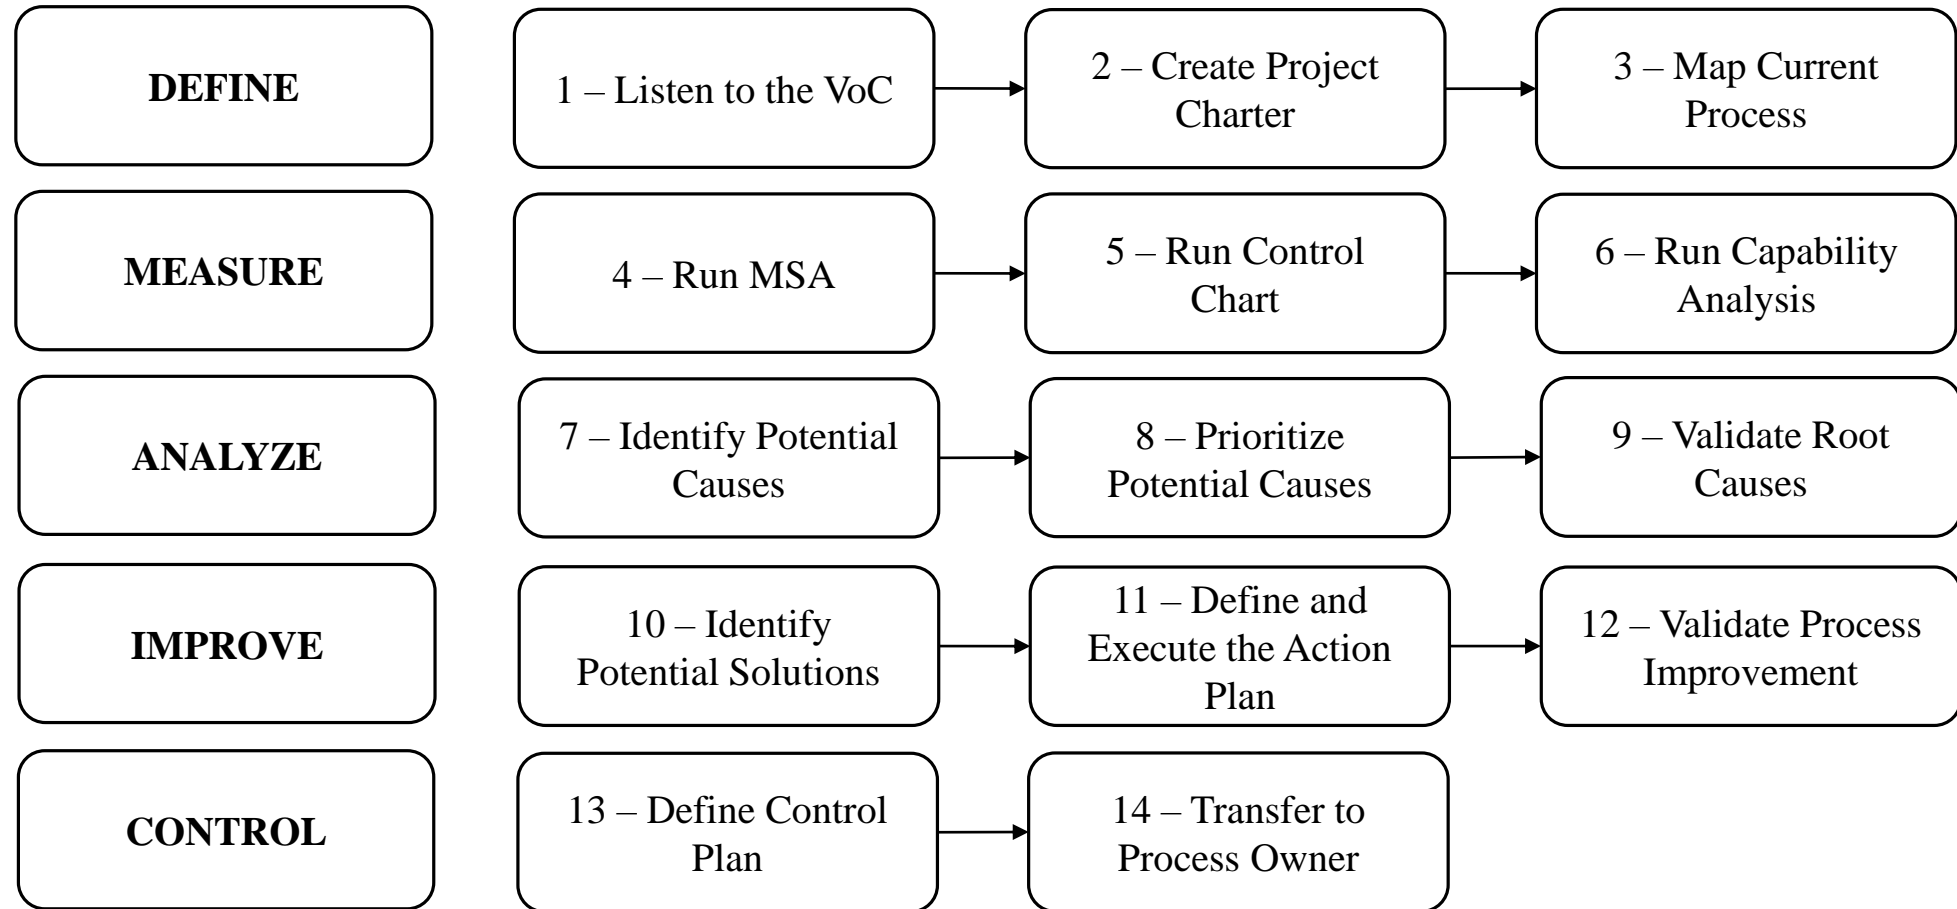 DEFINE
1 – Listen to the VoC
2 – Create Project
Charter
3 – Map Current
Process
MEASURE
4 – Run MSA
5 – Run Control
Chart
6 – Run Capability
Analysis
ANALYZE
7 – Identify Potential
Causes
8 – Prioritize
Potential Causes
9 – Validate Root
Causes
IMPROVE
10 – Identify
Potential Solutions
11 – Define and
Execute the Action
Plan
12 – Validate Process
Improvement
CONTROL
13 – Define Control
Plan
14 – Transfer to
Process Owner